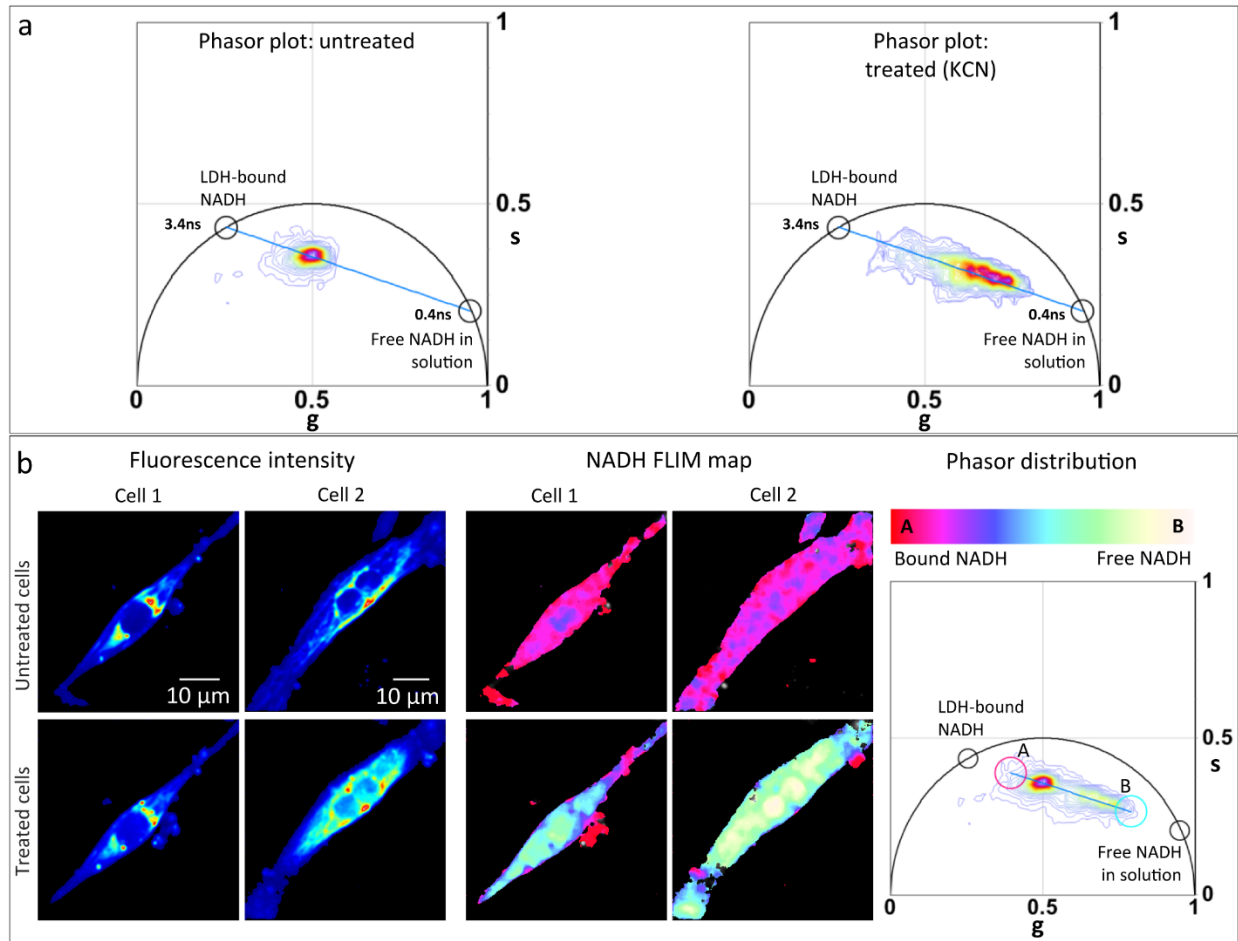 a
Phasor plot: untreated
1
LDH-bound
NADH
3.4ns
0.5
s
0.4ns
Free NADH in
solution
0
0
0.5
1
g
Phasor plot:
treated (KCN)
1
LDH-bound
NADH
3.4ns
0.5
s
0.4ns
Free NADH in
solution
0
0
0.5
1
g
b
Fluorescence intensity
NADH FLIM map
Phasor distribution
Cell 1
Cell 2
Cell 1
Cell 2
Untreated cells
10 µm
10 µm
Treated cells
A
B
Bound NADH
Free NADH
1
LDH-bound
NADH
A
0.5
s
B
Free NADH
in solution
0
0
0.5
1
g